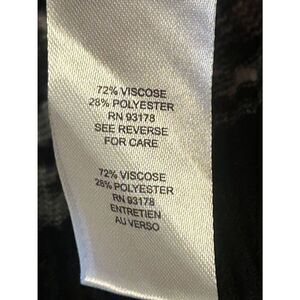 72% VISCOSE
28% POLYESTER
RN 93178
SEE REVERSE
FOR CARE
72% VISCOSE
28% POLYESTER
RN 93178
ENTRETIEN
AU VERSO